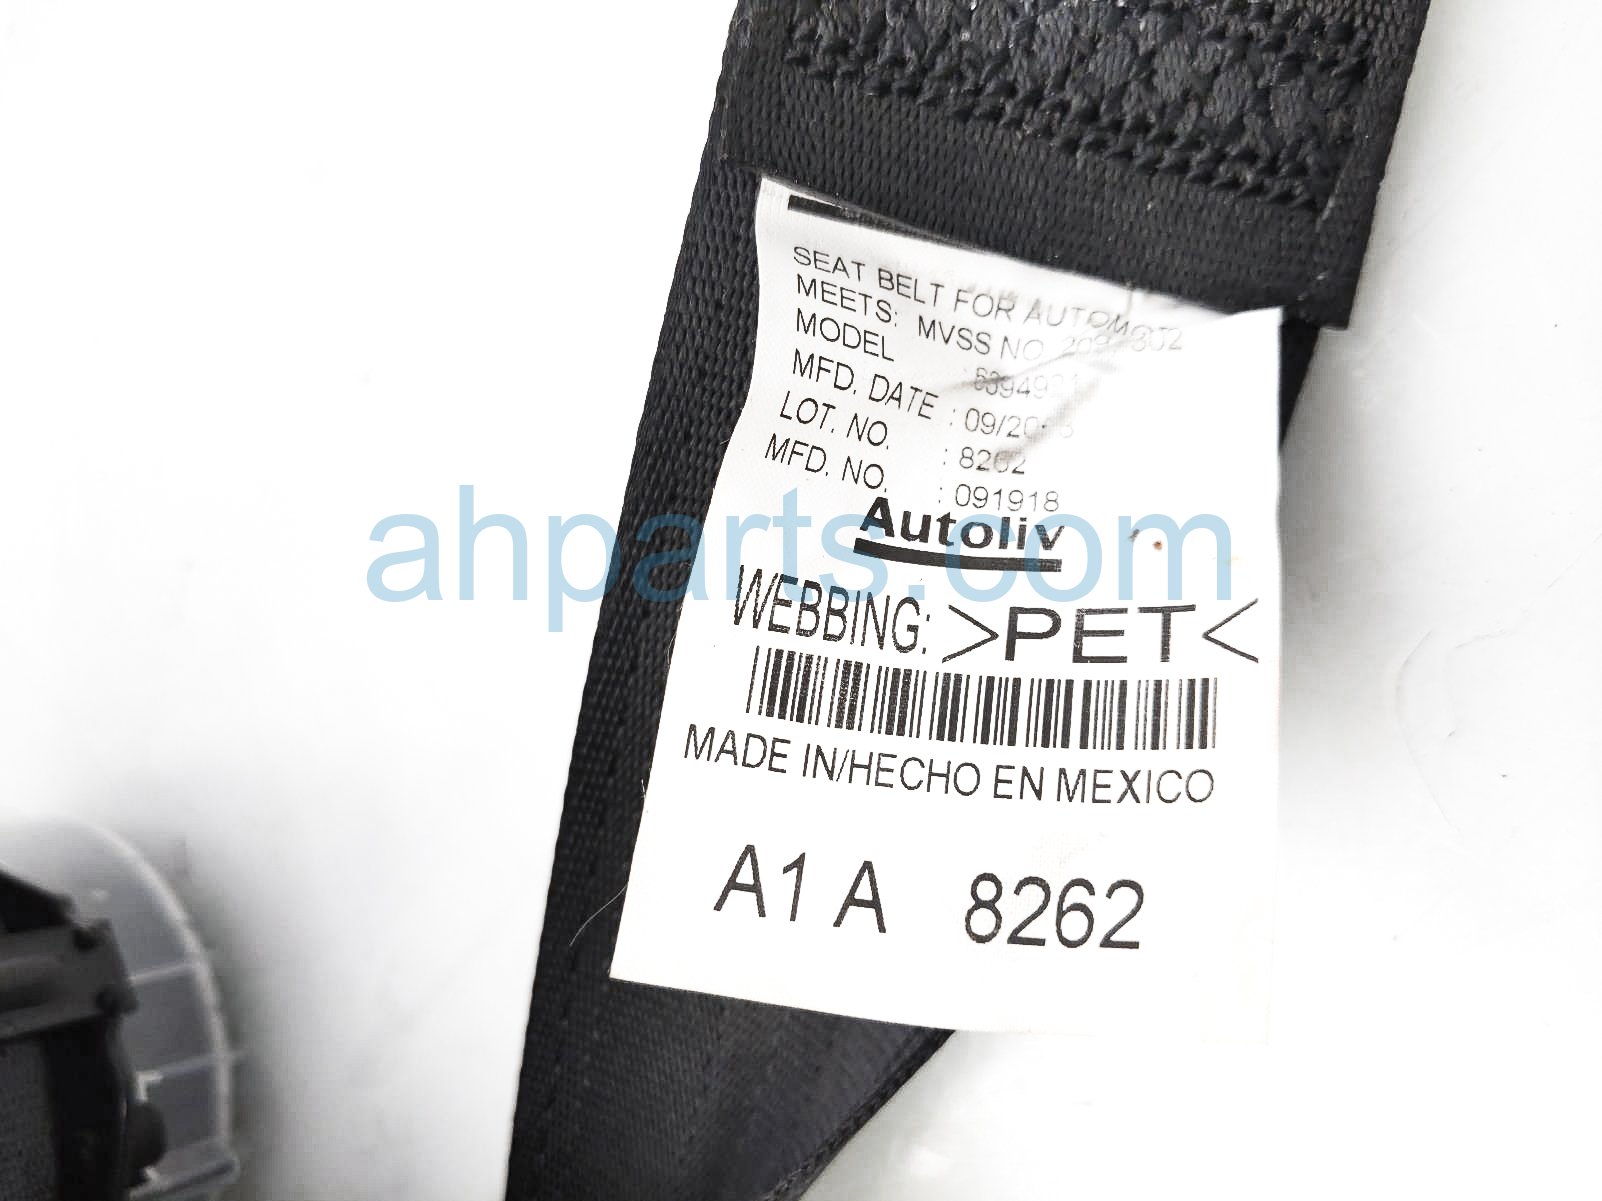 SEAT BELT FOR
MEETS: MVSS NO. 302
MODEL
MFD. DATE :
LOT. NO. : 8262
MFD. NO. : 091918
Autoliv
ahparts.com
WEBBING: >PET<
MADE IN/HECHO EN MEXICO
A1 A 8262